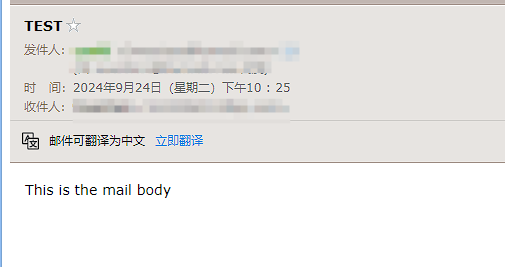 TEST
发件人：
时　间：2024年9月24日（星期二）下午10：25
收件人：
邮件可翻译为中文 立即翻译
This is the mail body